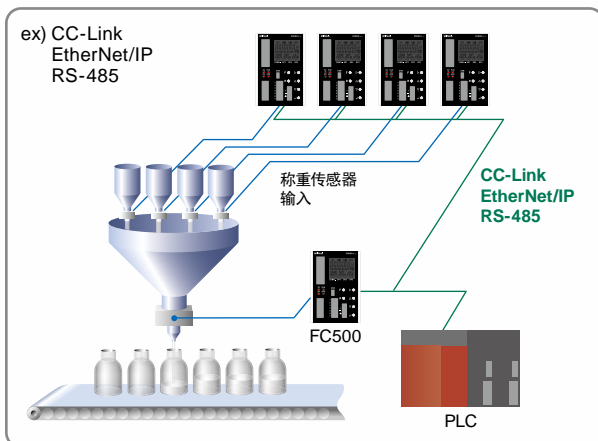 ex) CC-Link
EtherNet/IP
RS-485
称重传感器
输入
CC-Link
EtherNet/IP
RS-485
FC500
PLC